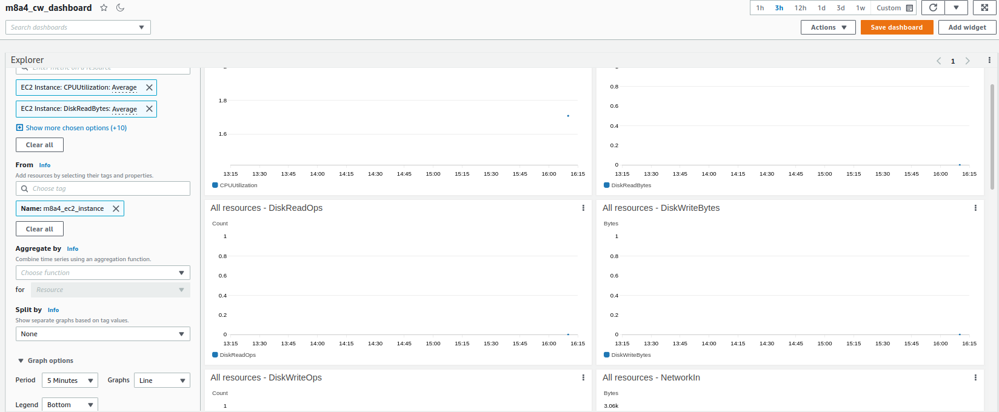 m8a4_cw_dashboard
1h 3h 12h 1d 3d 1w Custom
Search dashboards
Actions Save dashboard Add widget
Explorer
1
Enter metric on a resource
EC2 Instance: CPUUtilization: Average
EC2 Instance: DiskReadBytes: Average
Show more chosen options (+10)
Clear all
From Info
Add resources by selecting their tags and properties.
Choose tag
Name: m8a4_ec2_instance
Clear all
Aggregate by Info
Combine time series using an aggregation function.
Choose function
for Resource
Split by Info
Show separate graphs based on tag values.
None
Graph options
Period 5 Minutes Graphs Line
Legend Bottom
1.8
1.6
13:15 13:30 13:45 14:00 14:15 14:30 14:45 15:00 15:15 15:30 15:45 16:00 16:15
CPUUtilization
0.8
0.6
0.4
0.2
0
13:15 13:30 13:45 14:00 14:15 14:30 14:45 15:00 15:15 15:30 15:45 16:00 16:15
DiskReadBytes
All resources - DiskReadOps
Count
1
0.8
0.6
0.4
0.2
0
13:15 13:30 13:45 14:00 14:15 14:30 14:45 15:00 15:15 15:30 15:45 16:00 16:15
DiskReadOps
All resources - DiskWriteBytes
Bytes
1
0.8
0.6
0.4
0.2
0
13:15 13:30 13:45 14:00 14:15 14:30 14:45 15:00 15:15 15:30 15:45 16:00 16:15
DiskWriteBytes
All resources - DiskWriteOps
Count
1
All resources - NetworkIn
Bytes
3.06k